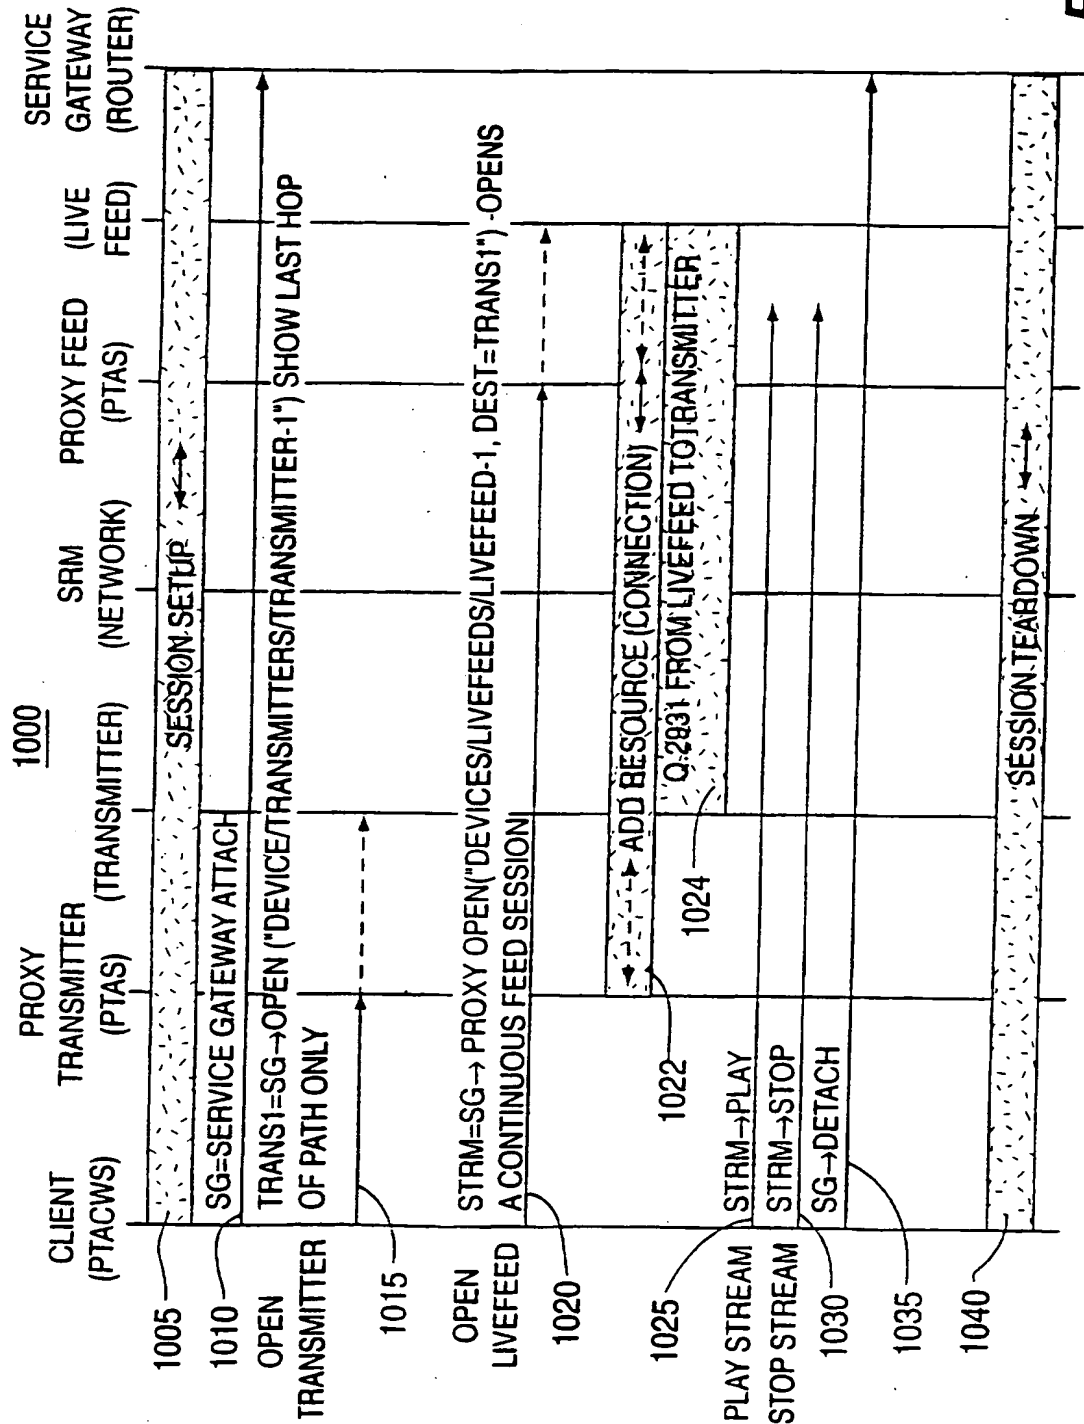 1000
CLIENT
(PTACWS)
PROXY
TRANSMITTER
(PTAS)
(TRANSMITTER)
SRM
(NETWORK)
PROXY FEED
(PTAS)
(LIVE
FEED)
SERVICE
GATEWAY
(ROUTER)
1005
SESSION SETUP
1010
SG=SERVICE GATEWAY ATTACH
OPEN
TRANSMITTER
TRANS1=SG→OPEN ("DEVICE/TRANSMITTERS/TRANSMITTER-1") SHOW LAST HOP
OF PATH ONLY
1015
OPEN
LIVEFEED
STRM=SG→ PROXY OPEN("DEVICES/LIVEFEEDS/LIVEFEED-1, DEST=TRANS1") -OPENS
A CONTINUOUS FEED SESSION
1020
ADD RESOURCE (CONNECTION)
1022
Q.2931 FROM LIVEFEED TO TRANSMITTER
1024
1025
PLAY STREAM
STRM→PLAY
STOP STREAM
STRM→STOP
1030
SG→DETACH
1035
1040
SESSION TEARDOWN